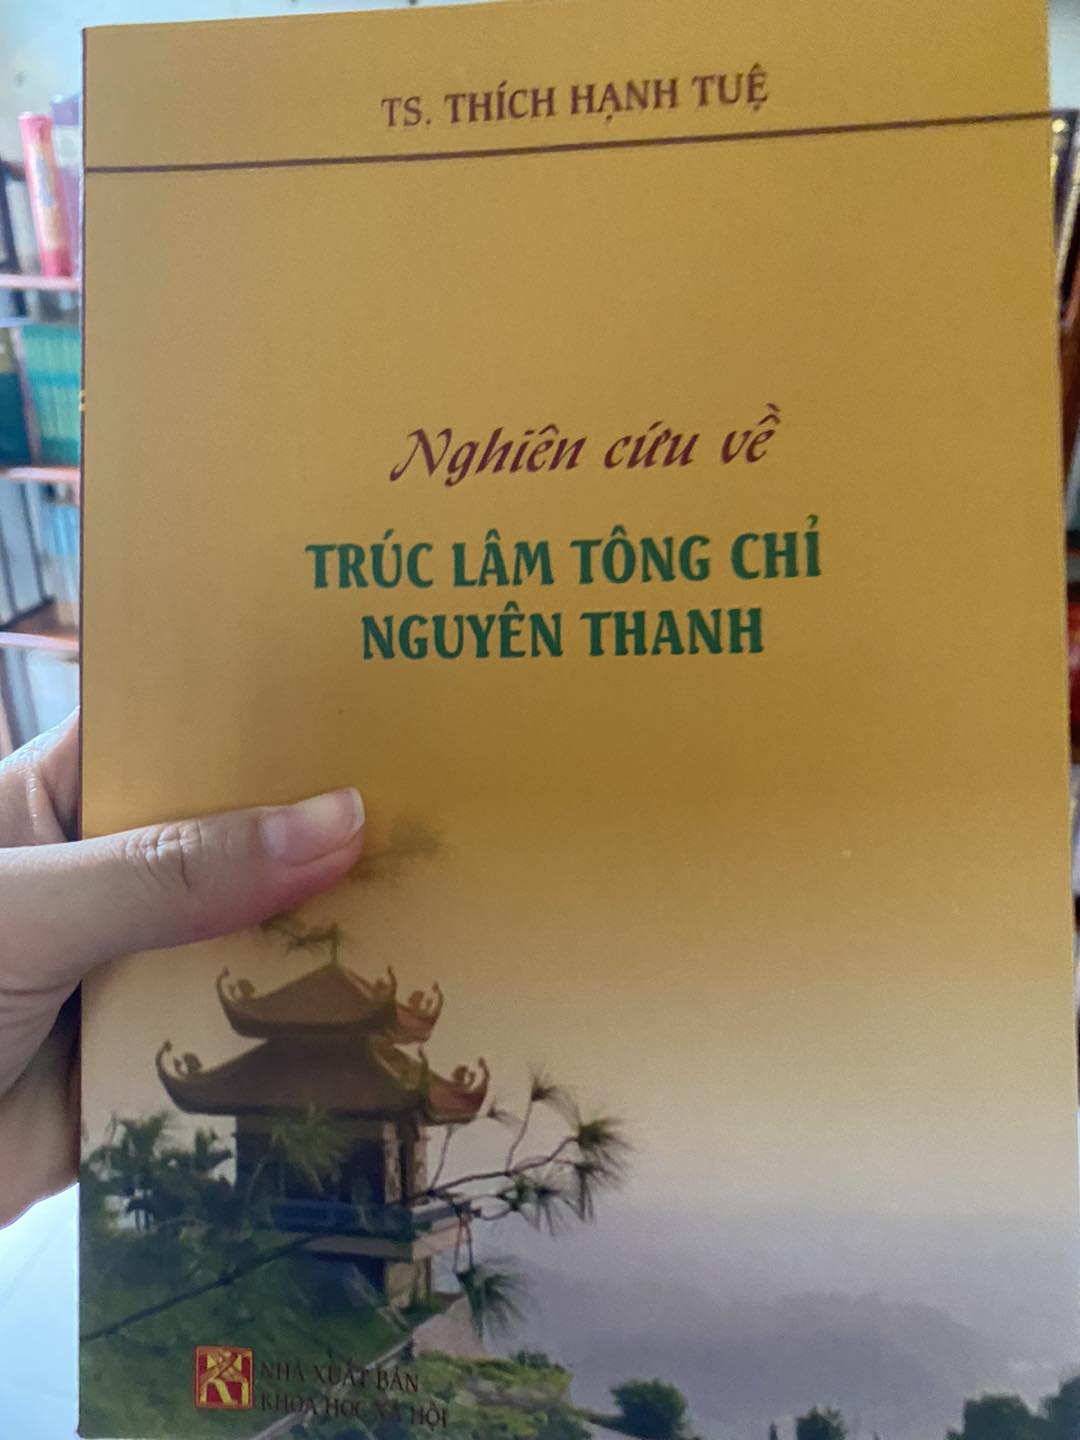 TS. THÍCH HẠNH TUỆ
Nghiên cứu về
TRÚC LÂM TÔNG CHỈ
NGUYÊN THANH
NHÀ XUẤT BẢN
KHOA HỌC XÃ HỘI